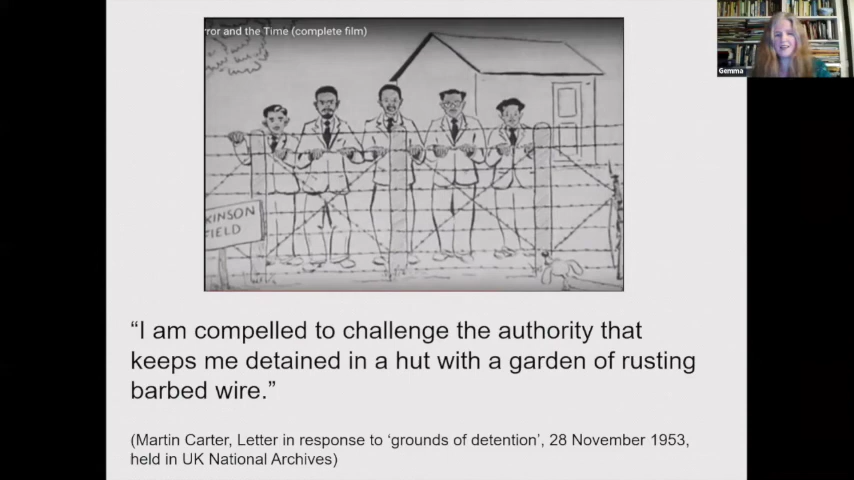 rror and the Time (complete film)
Gemma
KINSON
FIELD
“I am compelled to challenge the authority that
keeps me detained in a hut with a garden of rusting
barbed wire.”
(Martin Carter, Letter in response to ‘grounds of detention’, 28 November 1953,
held in UK National Archives)